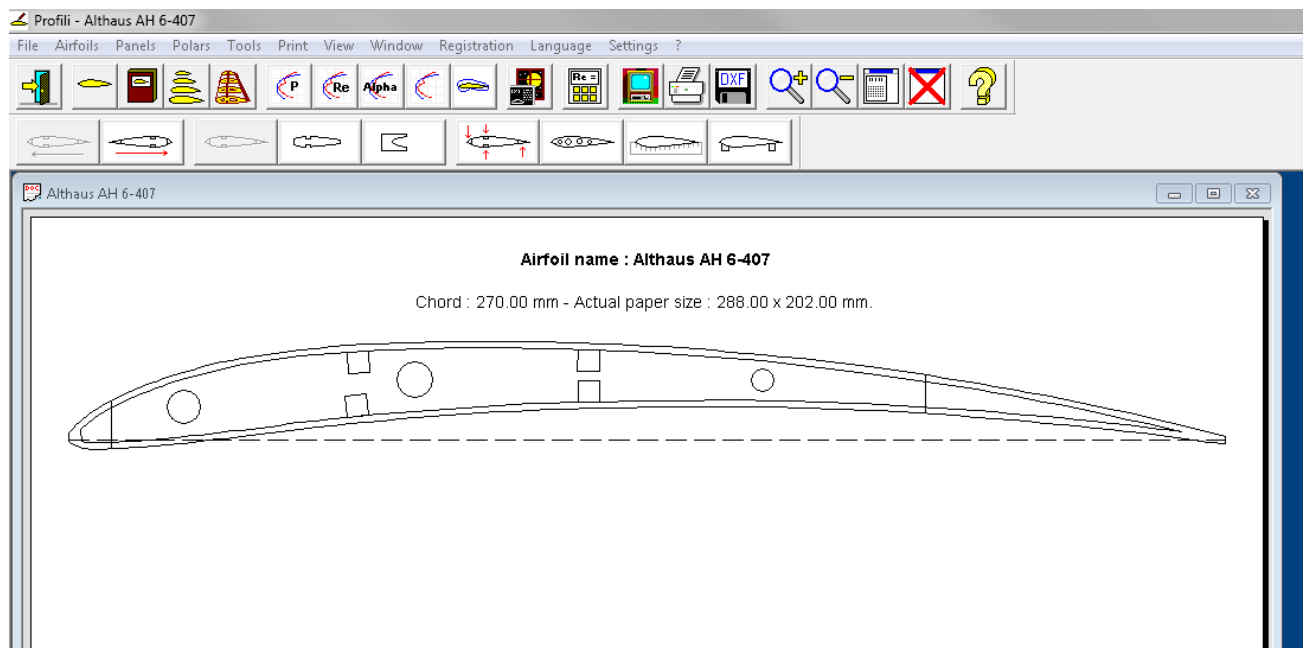 Profili - Althaus AH 6-407
File Airfoils Panels Polars Tools Print View Window Registration Language Settings ?
P Re Alpha Re = DXF
DOC Althaus AH 6-407
Airfoil name : Althaus AH 6-407
Chord : 270.00 mm - Actual paper size : 288.00 x 202.00 mm.